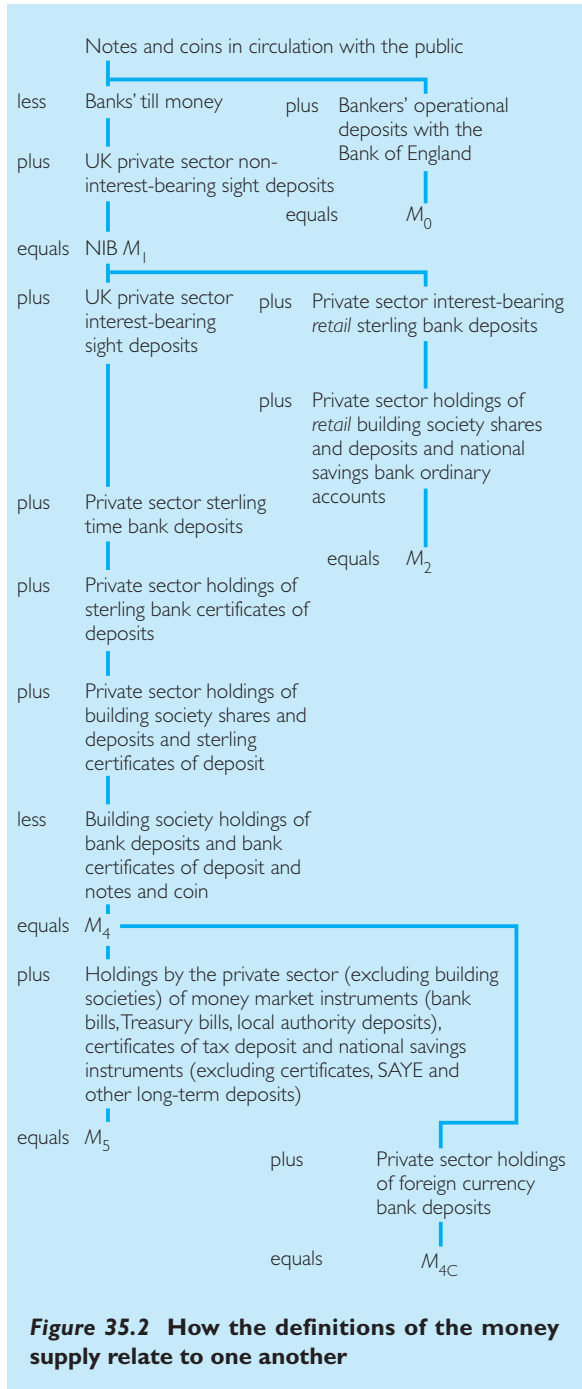 Notes and coins in circulation with the public
less Banks' till money
plus Bankers' operational
deposits with the
Bank of England
plus UK private sector non-
interest-bearing sight deposits
equals M0
equals NIB M1
plus UK private sector
interest-bearing
sight deposits
plus Private sector interest-bearing
retail sterling bank deposits
plus Private sector holdings of
retail building society shares
and deposits and national
savings bank ordinary
accounts
equals M2
plus Private sector sterling
time bank deposits
plus Private sector holdings of
sterling bank certificates of
deposits
plus Private sector holdings of
building society shares and
deposits and sterling
certificates of deposit
less Building society holdings of
bank deposits and bank
certificates of deposit and
notes and coin
equals M4
plus Holdings by the private sector (excluding building
societies) of money market instruments (bank
bills, Treasury bills, local authority deposits),
certificates of tax deposit and national savings
instruments (excluding certificates, SAYE and
other long-term deposits)
equals M5
plus Private sector holdings
of foreign currency
bank deposits
equals M4C
Figure 35.2 How the definitions of the money
supply relate to one another